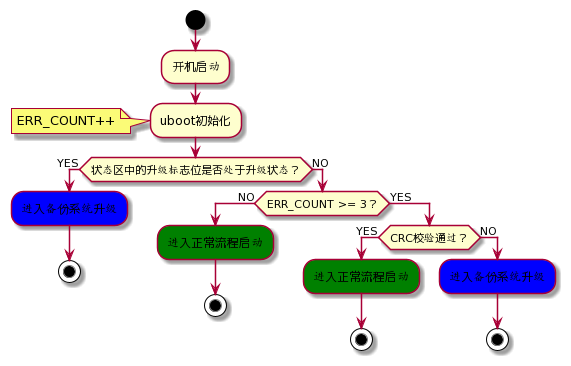 开机启动
ERR_COUNT++
uboot初始化
状态区中的升级标志位是否处于升级状态？
YES
NO
进入备份系统升级
ERR_COUNT >= 3？
NO
YES
进入正常流程启动
CRC校验通过？
YES
NO
进入正常流程启动
进入备份系统升级